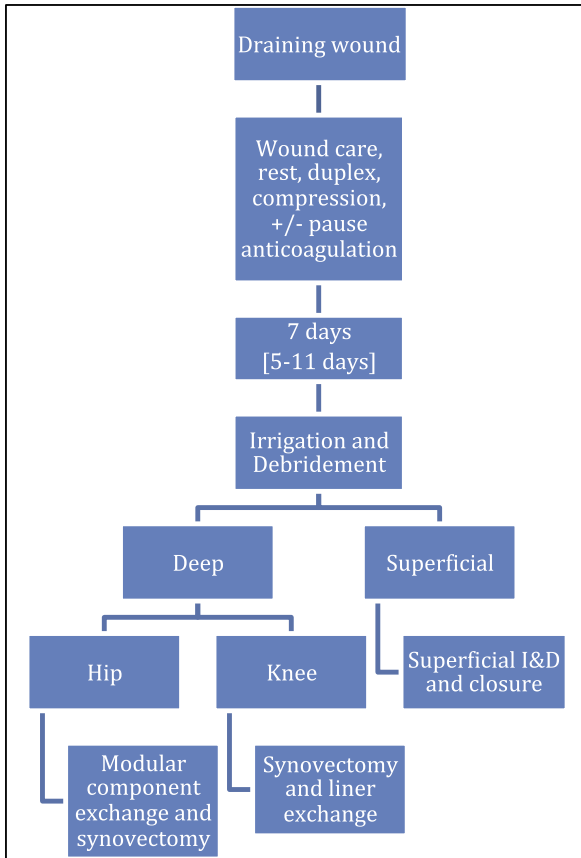 Draining wound
Wound care,
rest, duplex,
compression,
+/- pause
anticoagulation
7 days
[5-11 days]
Irrigation and
Debridement
Deep
Superficial
Hip
Knee
Superficial I&D
and closure
Modular
component
exchange and
synovectomy
Synovectomy
and liner
exchange